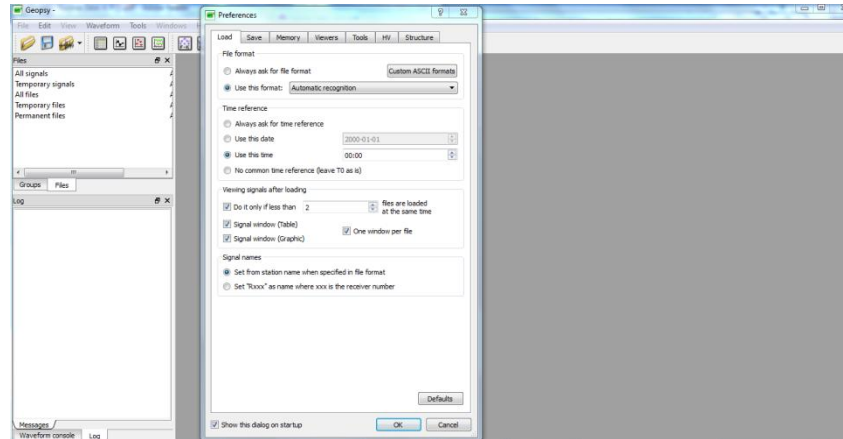 Geopsy -
File Edit View Waveform Tools Windows
Files
All signals
Temporary signals
All files
Temporary files
Permanent files
Groups Files
Log
Messages
Waveform console Log
Preferences
Load Save Memory Viewers Tools HV Structure
File format
Always ask for file format Custom ASCII formats
Use this format: Automatic recognition
Time reference
Always ask for time reference
Use this date 2000-01-01
Use this time 00:00
No common time reference (leave T0 as is)
Viewing signals after loading
Do it only if less than 2 files are loaded
at the same time
Signal window (Table)
One window per file
Signal window (Graphic)
Signal names
Set from station name when specified in file format
Set "Rxxx" as name where xxx is the receiver number
Defaults
Show this dialog on startup OK Cancel